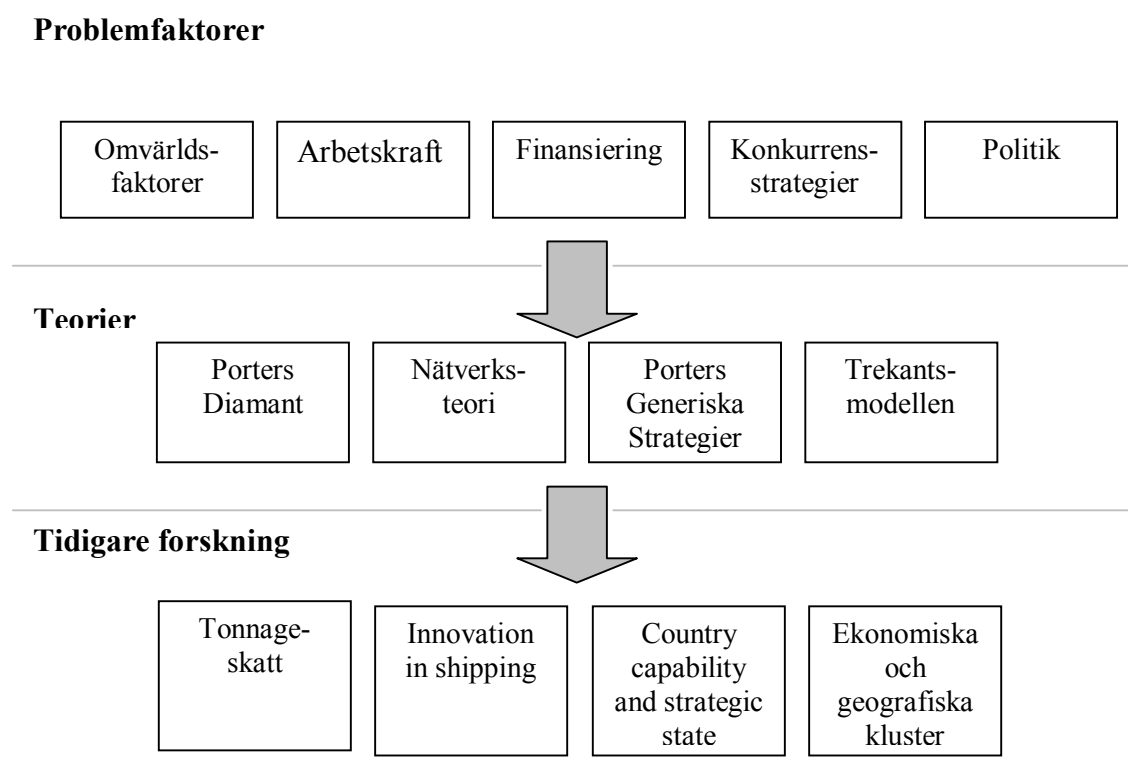 Problemfaktorer
Omvärlds-
faktorer
Arbetskraft
Finansiering
Konkurrens-
strategier
Politik
Teorier
Porters
Diamant
Nätverks-
teori
Porters
Generiska
Strategier
Trekants-
modellen
Tidigare forskning
Tonnage-
skatt
Innovation
in shipping
Country
capability
and strategic
state
Ekonomiska
och
geografiska
kluster